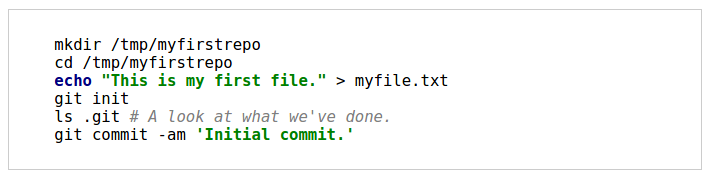 mkdir /tmp/myfirstrepo
cd /tmp/myfirstrepo
echo "This is my first file." > myfile.txt
git init
ls .git # A look at what we've done.
git commit -am 'Initial commit.'